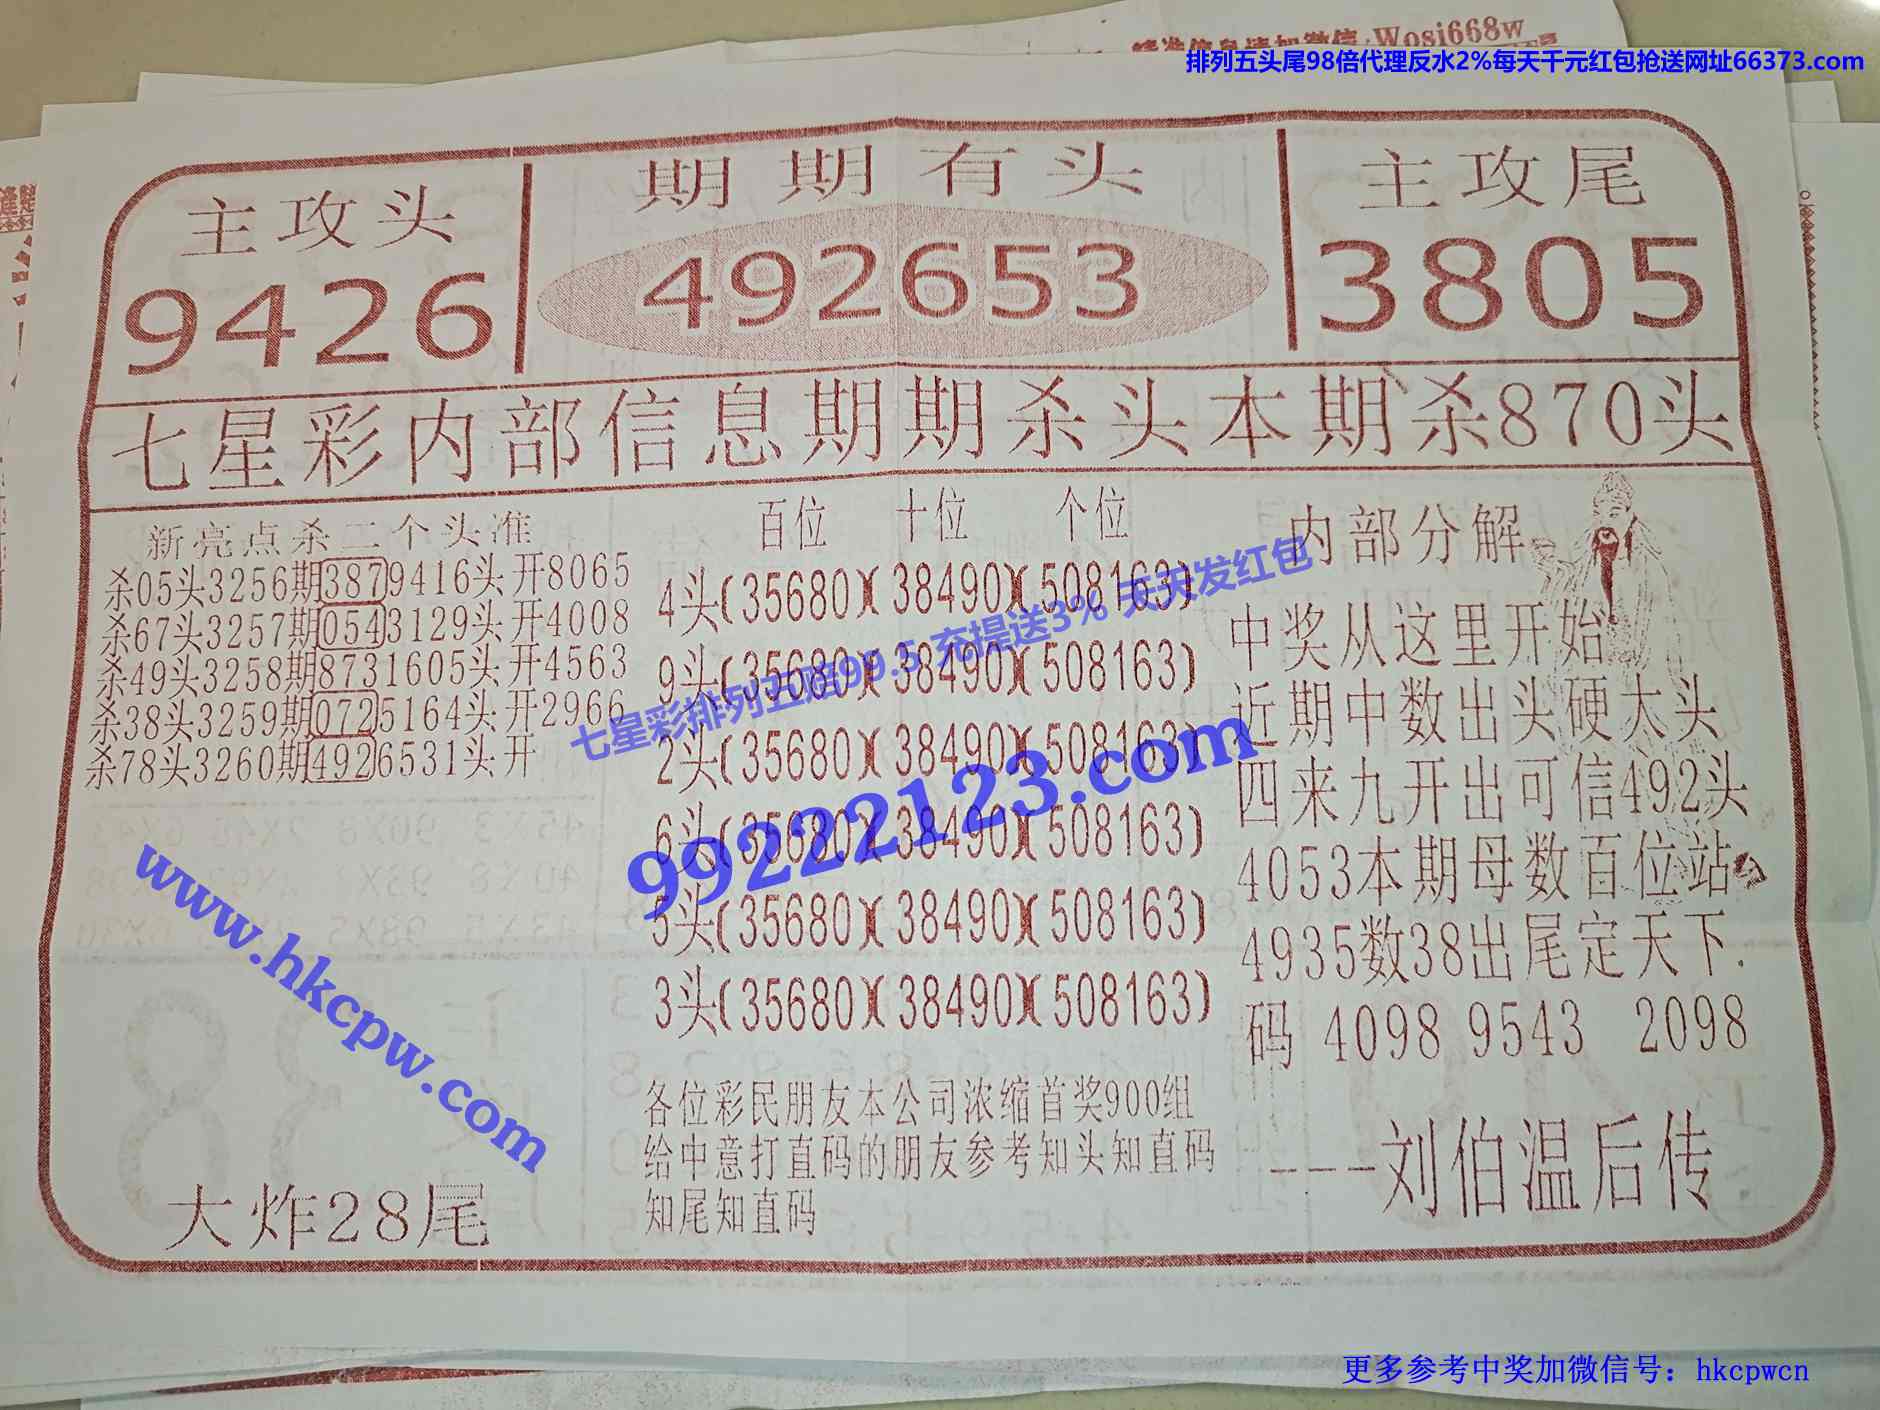 精准信息请加微信:Wosi668w
排列五头尾98倍代理反水2%每天千元红包抢送网址66373.com
主攻头
9426
期期有头
492653
主攻尾
3805
七星彩内部信息期期杀头本期杀870头
新亮点杀二个头准
杀05头3256期3879416头开8065
杀67头3257期0543129头开4008
杀49头3258期8731605头开4563
杀38头3259期0725164头开2966
杀78头3260期4926531头开
百位 十位 个位
4头(35680)(38490)(508163)
9头(35680)(38490)(508163)
2头(35680)(38490)(508163)
6头(35680)(38490)(508163)
5头(35680)(38490)(508163)
3头(35680)(38490)(508163)
各位彩民朋友本公司浓缩首奖900组
给中意打直码的朋友参考知头知直码
知尾知直码
内部分解
中奖从这里开始
近期中数出头硬太头
四来九开出可信492头
4053本期母数百位站
4935数38出尾定天下.
码 4098 9543 2098
----刘伯温后传
大炸28尾
七星彩排列五赔99.5 充提送3% 天天发红包
99222123.com
www.hkcpw.com
更多参考中奖加微信号：hkcpwcn